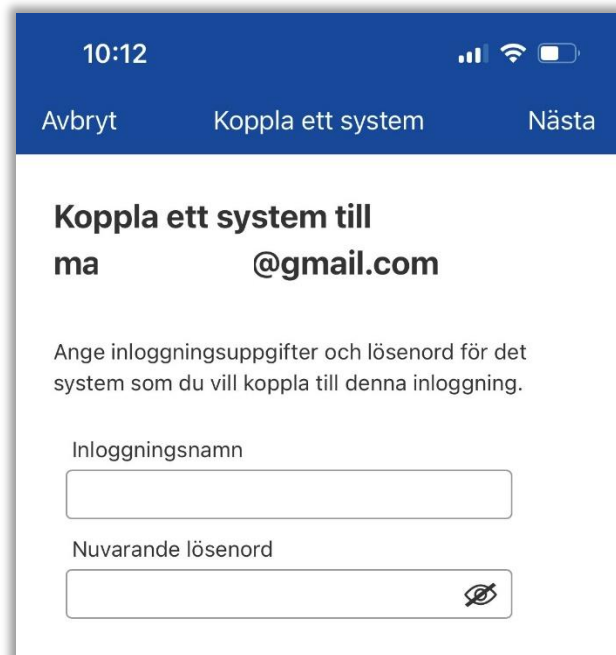 10:12
Avbryt Koppla ett system Nästa
Koppla ett system till
ma @gmail.com
Ange inloggningsuppgifter och lösenord för det
system som du vill koppla till denna inloggning.
Inloggningsnamn
Nuvarande lösenord